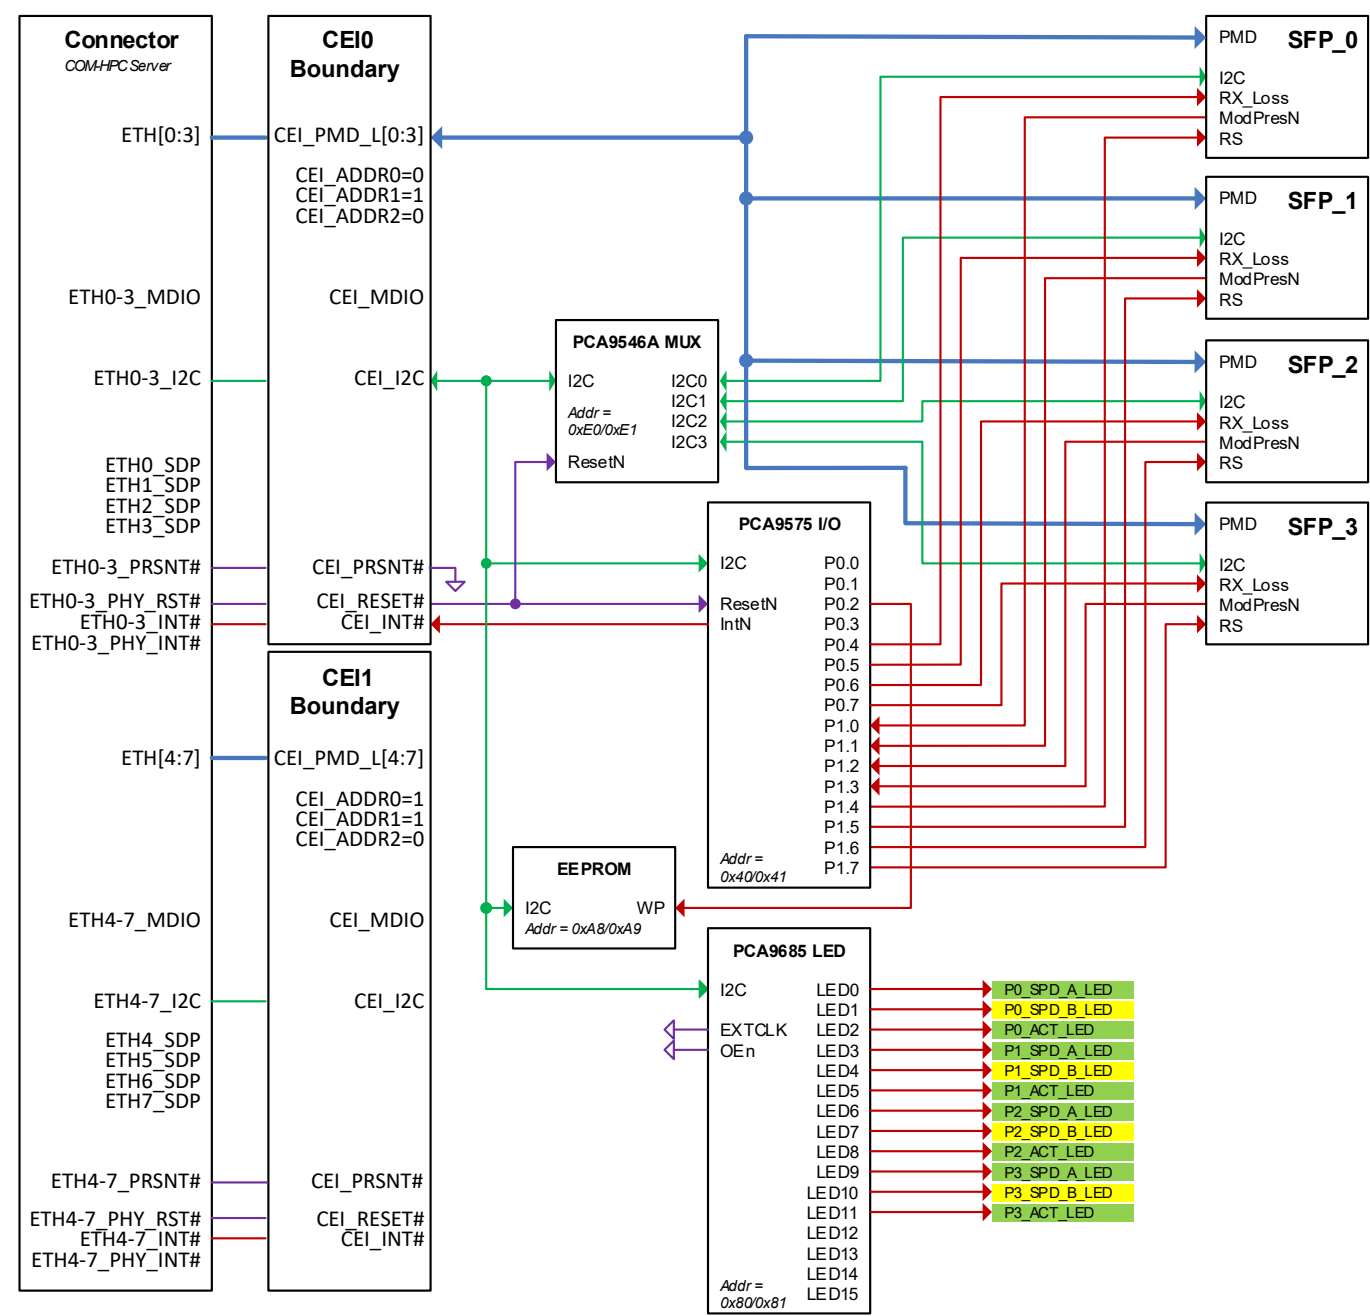 Connector
COM-HPC Server
ETH[0:3]
ETH0-3_MDIO
ETH0-3_I2C
ETH0_SDP
ETH1_SDP
ETH2_SDP
ETH3_SDP
ETH0-3_PRSNT#
ETH0-3_PHY_RST#
ETH0-3_INT#
ETH0-3_PHY_INT#
ETH[4:7]
ETH4-7_MDIO
ETH4-7_I2C
ETH4_SDP
ETH5_SDP
ETH6_SDP
ETH7_SDP
ETH4-7_PRSNT#
ETH4-7_PHY_RST#
ETH4-7_INT#
ETH4-7_PHY_INT#
CEI0
Boundary
CEI_PMD_L[0:3]
CEI_ADDR0=0
CEI_ADDR1=1
CEI_ADDR2=0
CEI_MDIO
CEI_I2C
CEI_PRSNT#
CEI_RESET#
CEI_INT#
CEI1
Boundary
CEI_PMD_L[4:7]
CEI_ADDR0=1
CEI_ADDR1=1
CEI_ADDR2=0
CEI_MDIO
CEI_I2C
CEI_PRSNT#
CEI_RESET#
CEI_INT#
PCA9546A MUX
I2C
Addr =
0xE0/0xE1
ResetN
I2C0
I2C1
I2C2
I2C3
PCA9575 I/O
I2C
ResetN
IntN
Addr =
0x40/0x41
P0.0
P0.1
P0.2
P0.3
P0.4
P0.5
P0.6
P0.7
P1.0
P1.1
P1.2
P1.3
P1.4
P1.5
P1.6
P1.7
EEPROM
I2C WP
Addr = 0xA8/0xA9
PCA9685 LED
I2C
EXTCLK
OEn
Addr =
0x80/0x81
LED0
LED1
LED2
LED3
LED4
LED5
LED6
LED7
LED8
LED9
LED10
LED11
LED12
LED13
LED14
LED15
P0_SPD_A_LED
P0_SPD_B_LED
P0_ACT_LED
P1_SPD_A_LED
P1_SPD_B_LED
P1_ACT_LED
P2_SPD_A_LED
P2_SPD_B_LED
P2_ACT_LED
P3_SPD_A_LED
P3_SPD_B_LED
P3_ACT_LED
PMD SFP_0
I2C
RX_Loss
ModPresN
RS
PMD SFP_1
I2C
RX_Loss
ModPresN
RS
PMD SFP_2
I2C
RX_Loss
ModPresN
RS
PMD SFP_3
I2C
RX_Loss
ModPresN
RS